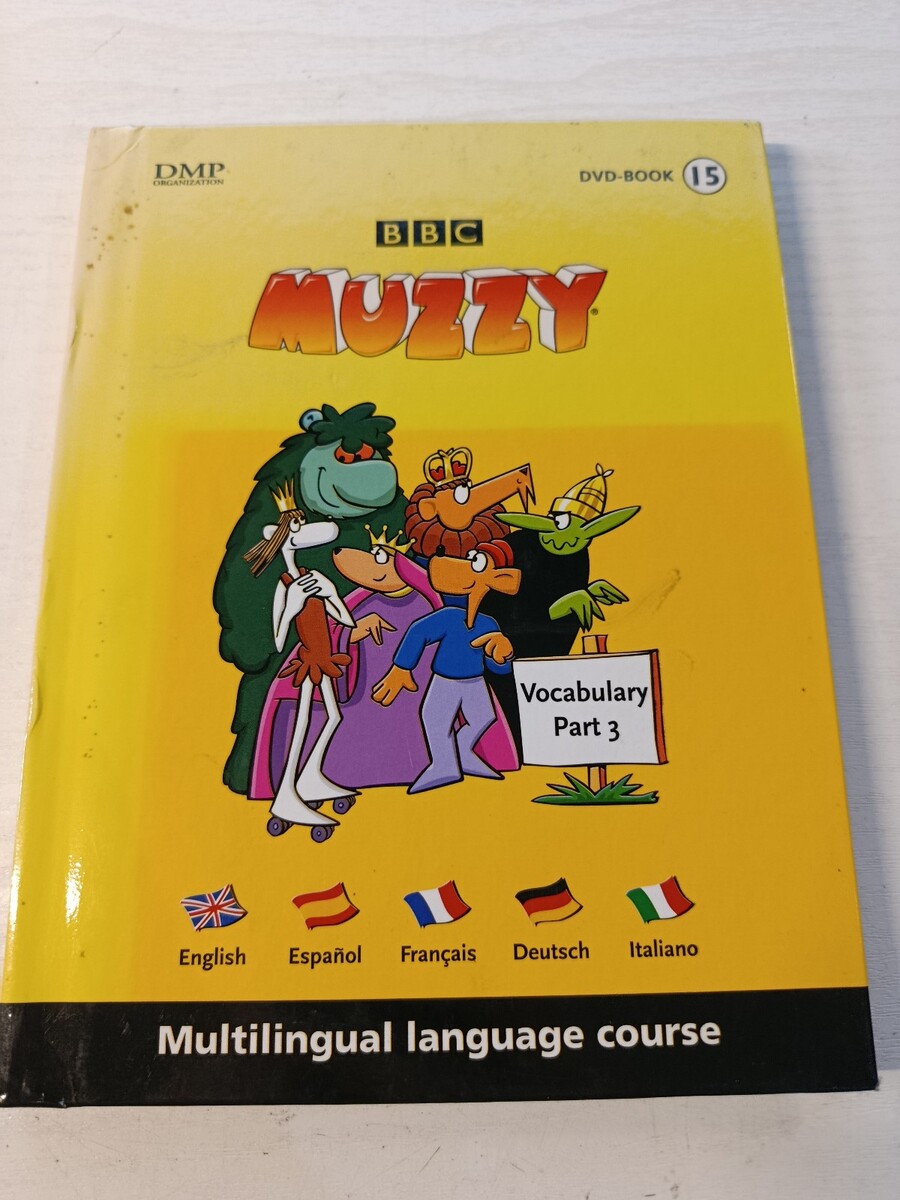 DMP
ORGANIZATION
DVD-BOOK 15
BBC
MUZZY®
Vocabulary
Part 3
English
Español
Français
Deutsch
Italiano
Multilingual language course